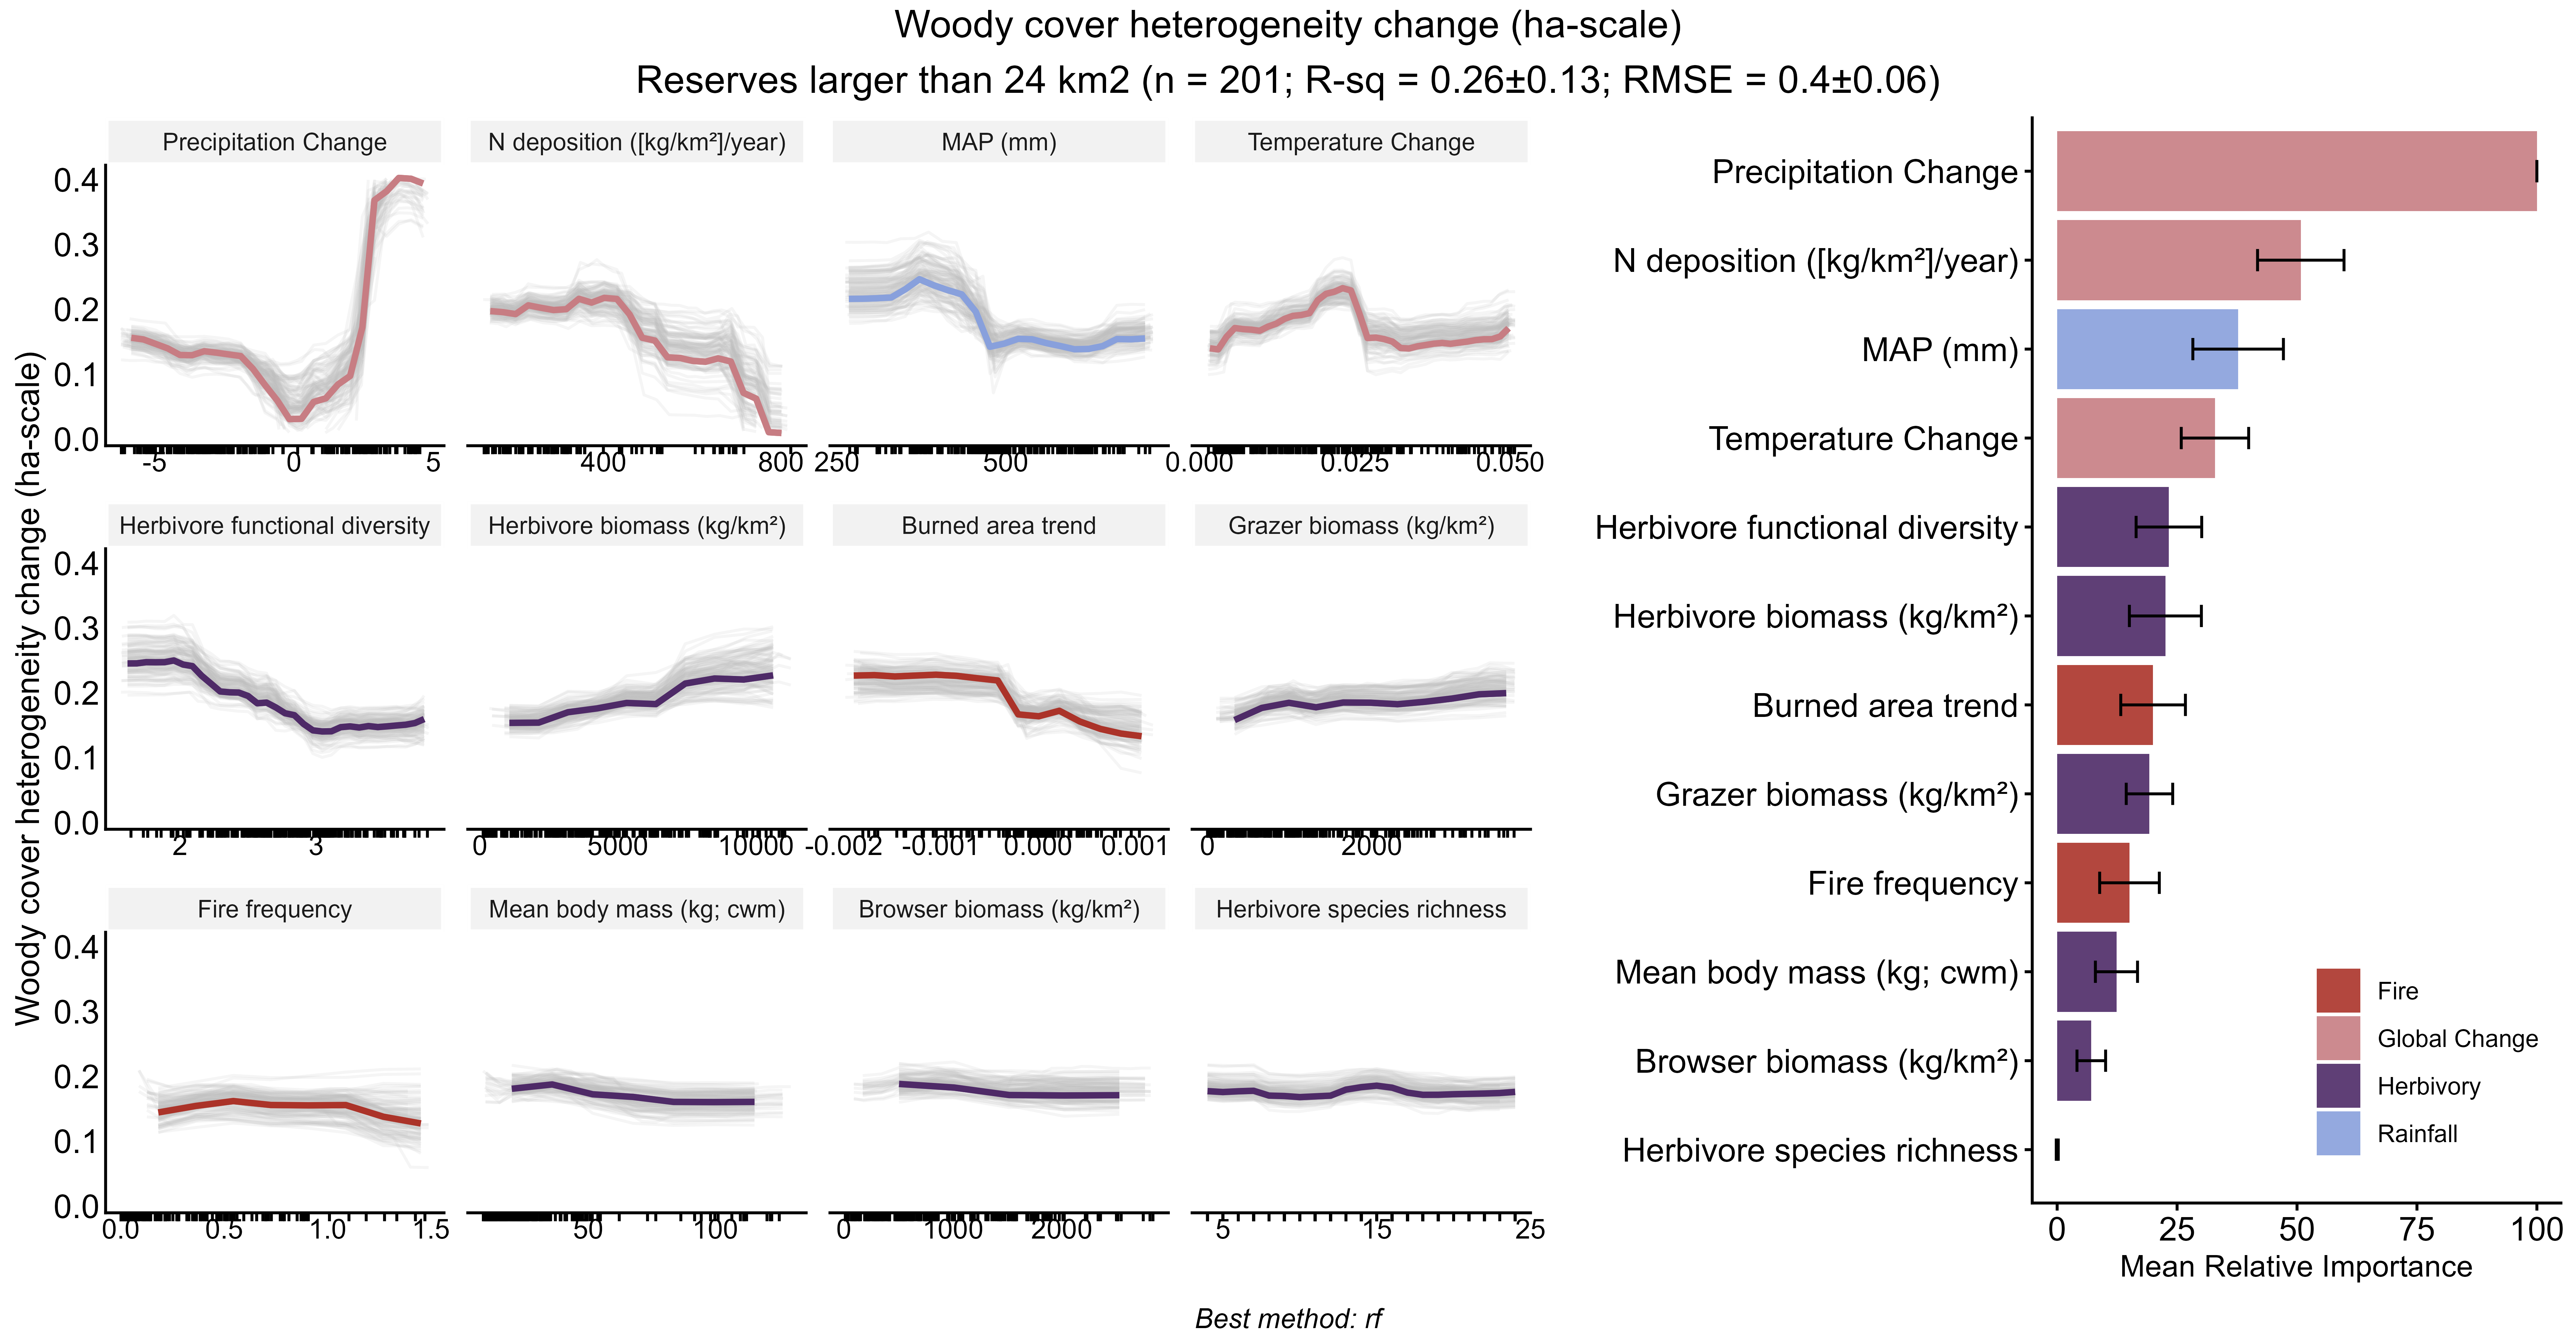 Woody cover heterogeneity change (ha-scale)
Reserves larger than 24 km2 (n = 201; R-sq = 0.26±0.13; RMSE = 0.4±0.06)
Woody cover heterogeneity change (ha-scale)
Precipitation Change
N deposition ([kg/km²]/year)
MAP (mm)
Temperature Change
0.4
0.3
0.2
0.1
0.0
-5 0 5
400 800
250 500
0.000 0.025 0.050
Herbivore functional diversity
Herbivore biomass (kg/km²)
Burned area trend
Grazer biomass (kg/km²)
0.4
0.3
0.2
0.1
0.0
2 3
0 5000 10000
-0.002 -0.001 0.000 0.001
0 2000
Fire frequency
Mean body mass (kg; cwm)
Browser biomass (kg/km²)
Herbivore species richness
0.4
0.3
0.2
0.1
0.0
0.0 0.5 1.0 1.5
50 100
0 1000 2000
5 15 25
Best method: rf
Precipitation Change
N deposition ([kg/km²]/year)
MAP (mm)
Temperature Change
Herbivore functional diversity
Herbivore biomass (kg/km²)
Burned area trend
Grazer biomass (kg/km²)
Fire frequency
Mean body mass (kg; cwm)
Browser biomass (kg/km²)
Herbivore species richness
0 25 50 75 100
Mean Relative Importance
Fire
Global Change
Herbivory
Rainfall